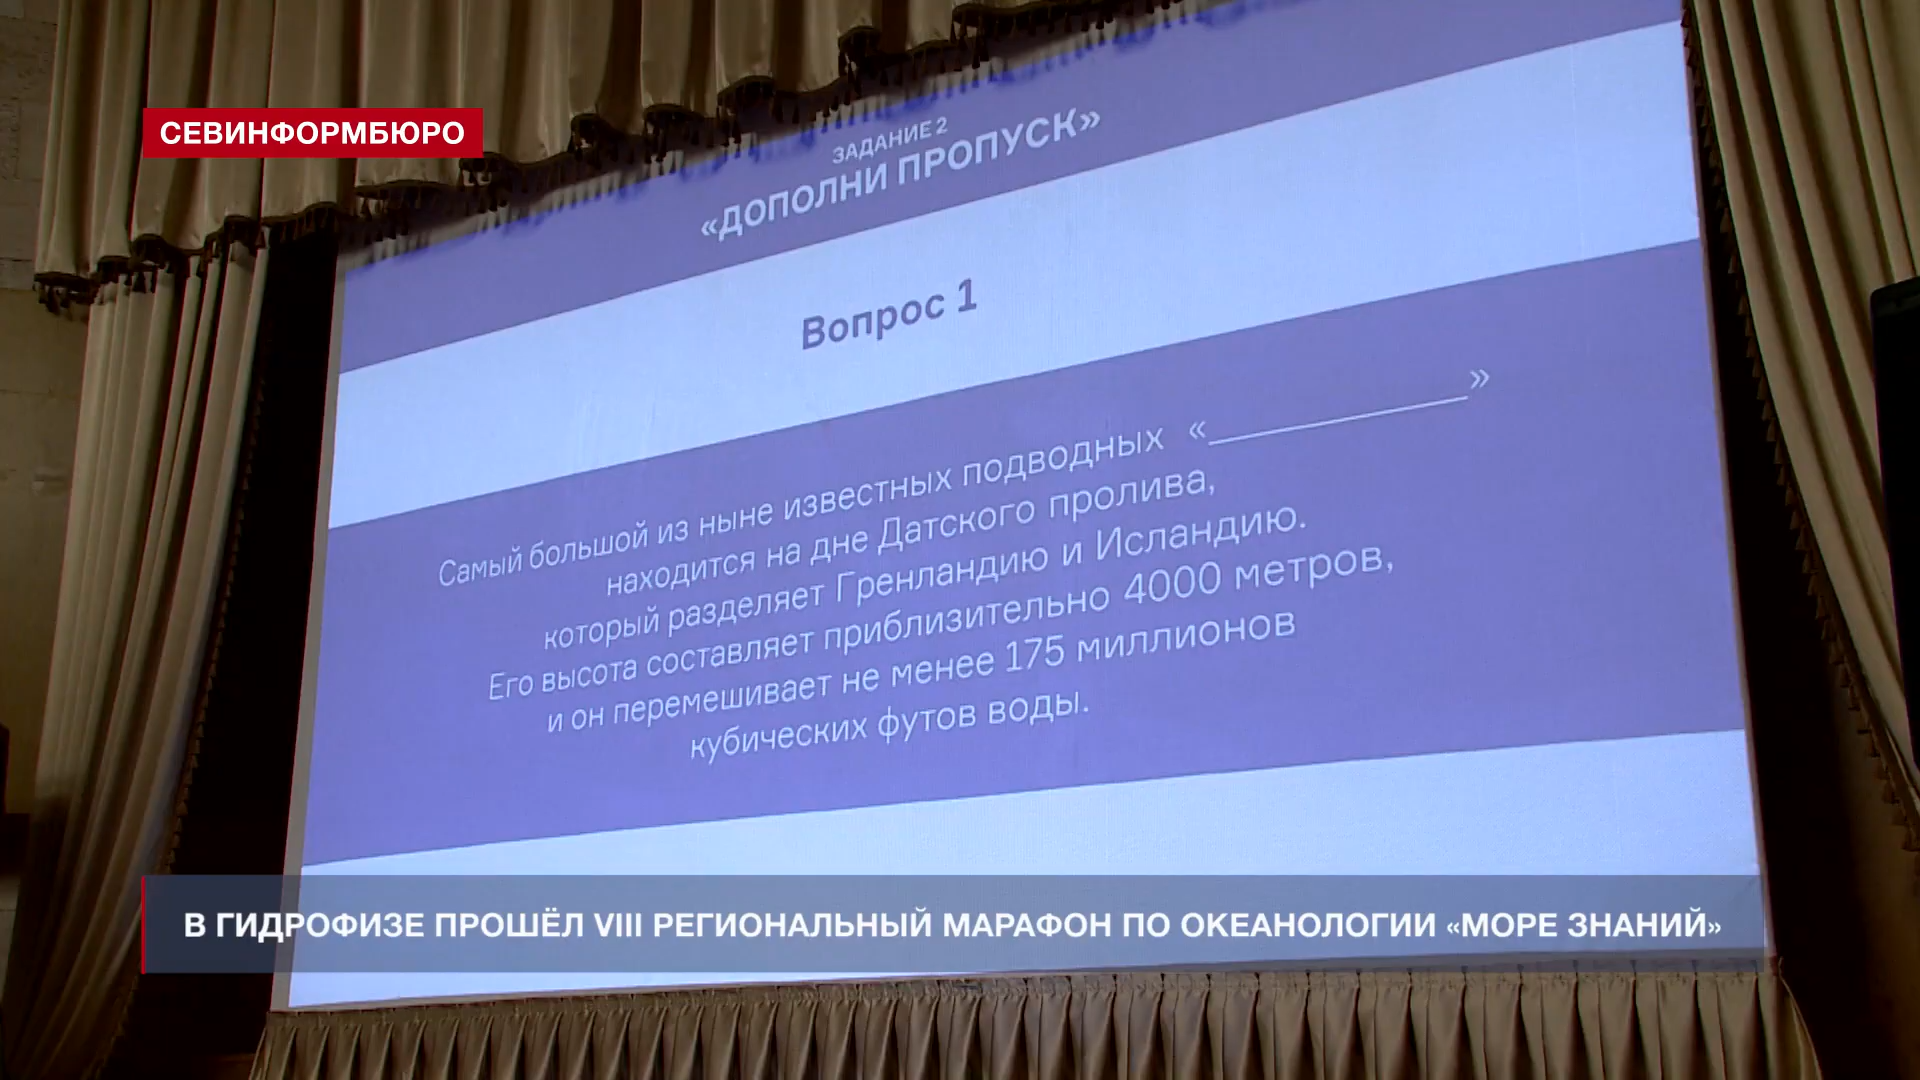 СЕВИНФОРМБЮРО
ЗАДАНИЕ 2
«ДОПОЛНИ ПРОПУСК»
Вопрос 1
Самый большой из ныне известных подводных «____________»
находится на дне Датского пролива,
который разделяет Гренландию и Исландию.
Его высота составляет приблизительно 4000 метров,
и он перемешивает не менее 175 миллионов
кубических футов воды.
В ГИДРОФИЗЕ ПРОШЁЛ VIII РЕГИОНАЛЬНЫЙ МАРАФОН ПО ОКЕАНОЛОГИИ «МОРЕ ЗНАНИЙ»